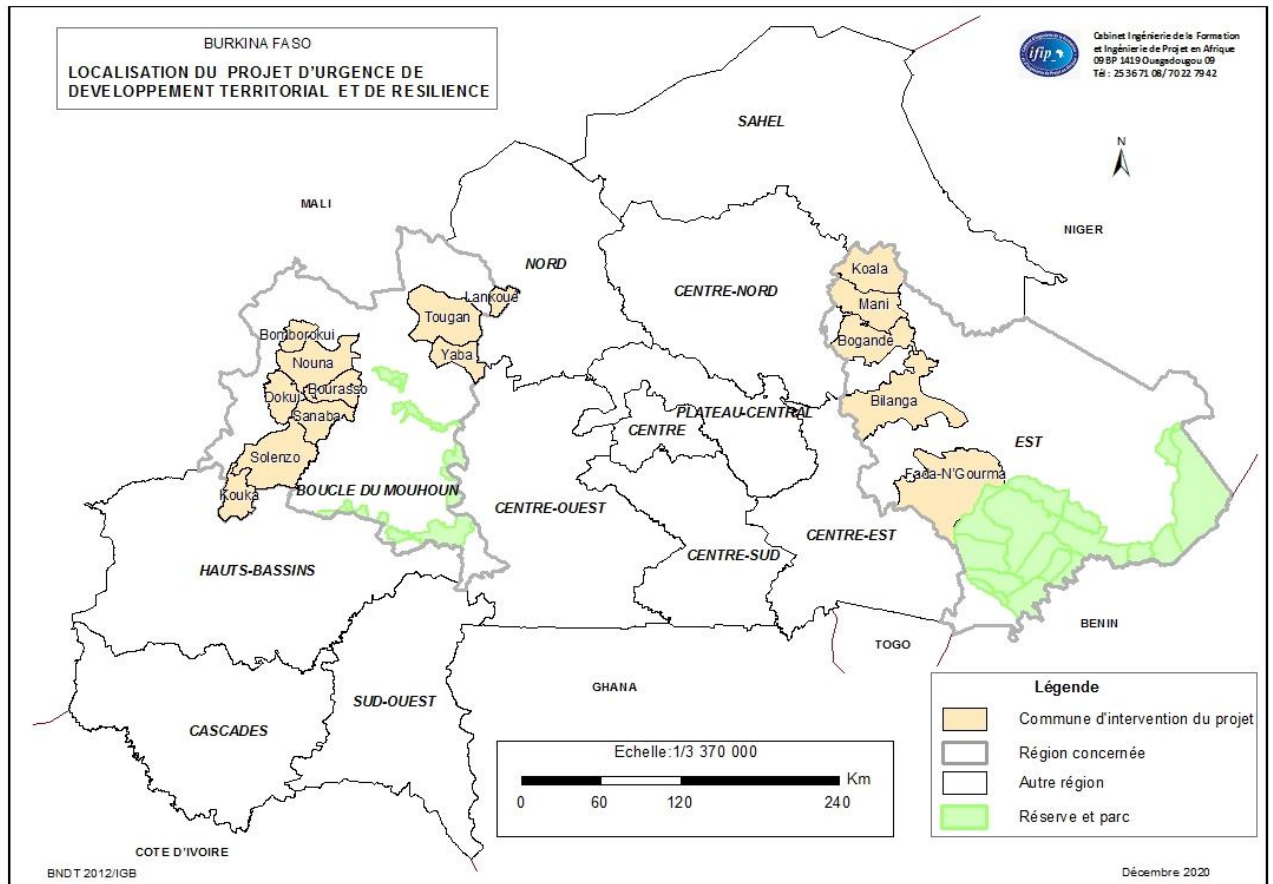 BURKINA FASO
LOCALISATION DU PROJET D'URGENCE DE
DEVELOPPEMENT TERRITORIAL ET DE RESILIENCE
ifip
Cabinet Ingénierie de la Formation
et Ingénierie de Projet en Afrique
09 BP 1419 Ouagadougou 09
Tél : 25 36 71 08/ 70 22 79 42
N
SAHEL
MALI
NIGER
NORD
CENTRE-NORD
Koala
Mani
Bogandé
Lankoué
Tougan
Yaba
Bomborokui
Nouna
Bourasso
Dokui
Sanaba
Solenzo
Kouka
Bilanga
PLATEAU-CENTRAL
CENTRE
EST
Fada-N'Gourma
BOUCLE DU MOUHOUN
CENTRE-OUEST
CENTRE-EST
CENTRE-SUD
HAUTS-BASSINS
BENIN
TOGO
GHANA
SUD-OUEST
CASCADES
COTE D'IVOIRE
Echelle:1/3 370 000
Km
0 60 120 240
Légende
Commune d'intervention du projet
Région concernée
Autre région
Réserve et parc
BNDT 2012/IGB
Décembre 2020